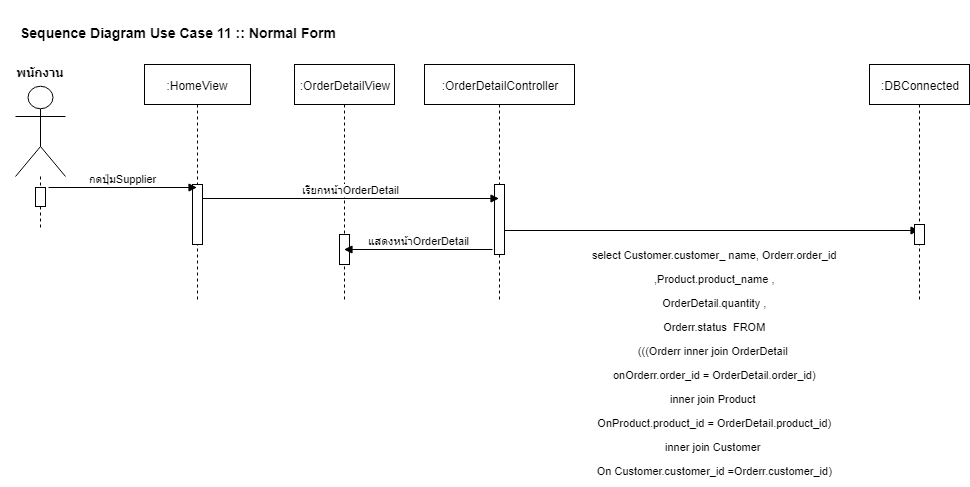 Sequence Diagram Use Case 11 :: Normal Form
พนักงาน
:HomeView
:OrderDetailView
:OrderDetailController
:DBConnected
กดปุ่มSupplier
เรียกหน้าOrderDetail
แสดงหน้าOrderDetail
select Customer.customer_ name, Orderr.order_id
,Product.product_name ,
OrderDetail.quantity ,
Orderr.status  FROM
(((Orderr inner join OrderDetail
onOrderr.order_id = OrderDetail.order_id)
inner join Product
OnProduct.product_id = OrderDetail.product_id)
inner join Customer
On Customer.customer_id =Orderr.customer_id)